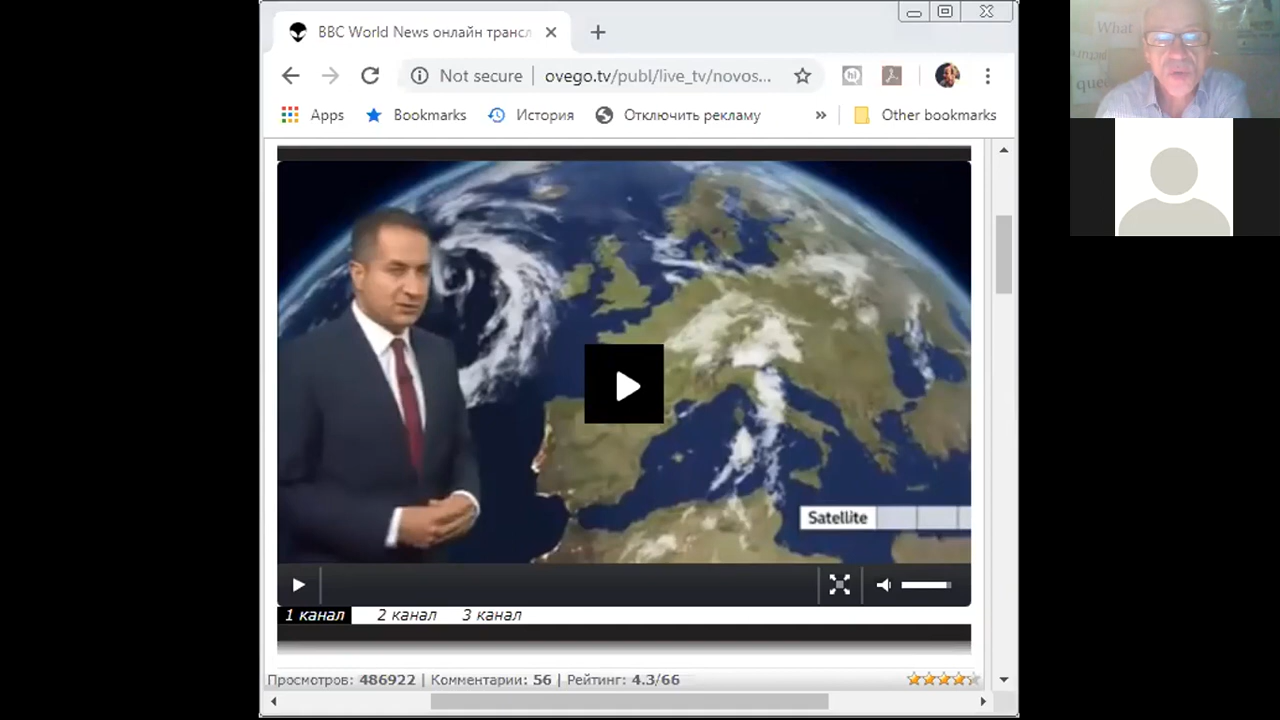 BBC World News онлайн трансл
Not secure
ovego.tv/publ/live_tv/novos...
Apps
Bookmarks
История
Отключить рекламу
»
Other bookmarks
Satellite
1 канал 2 канал 3 канал
Просмотров: 486922 | Комментарии: 56 | Рейтинг: 4.3/66
What